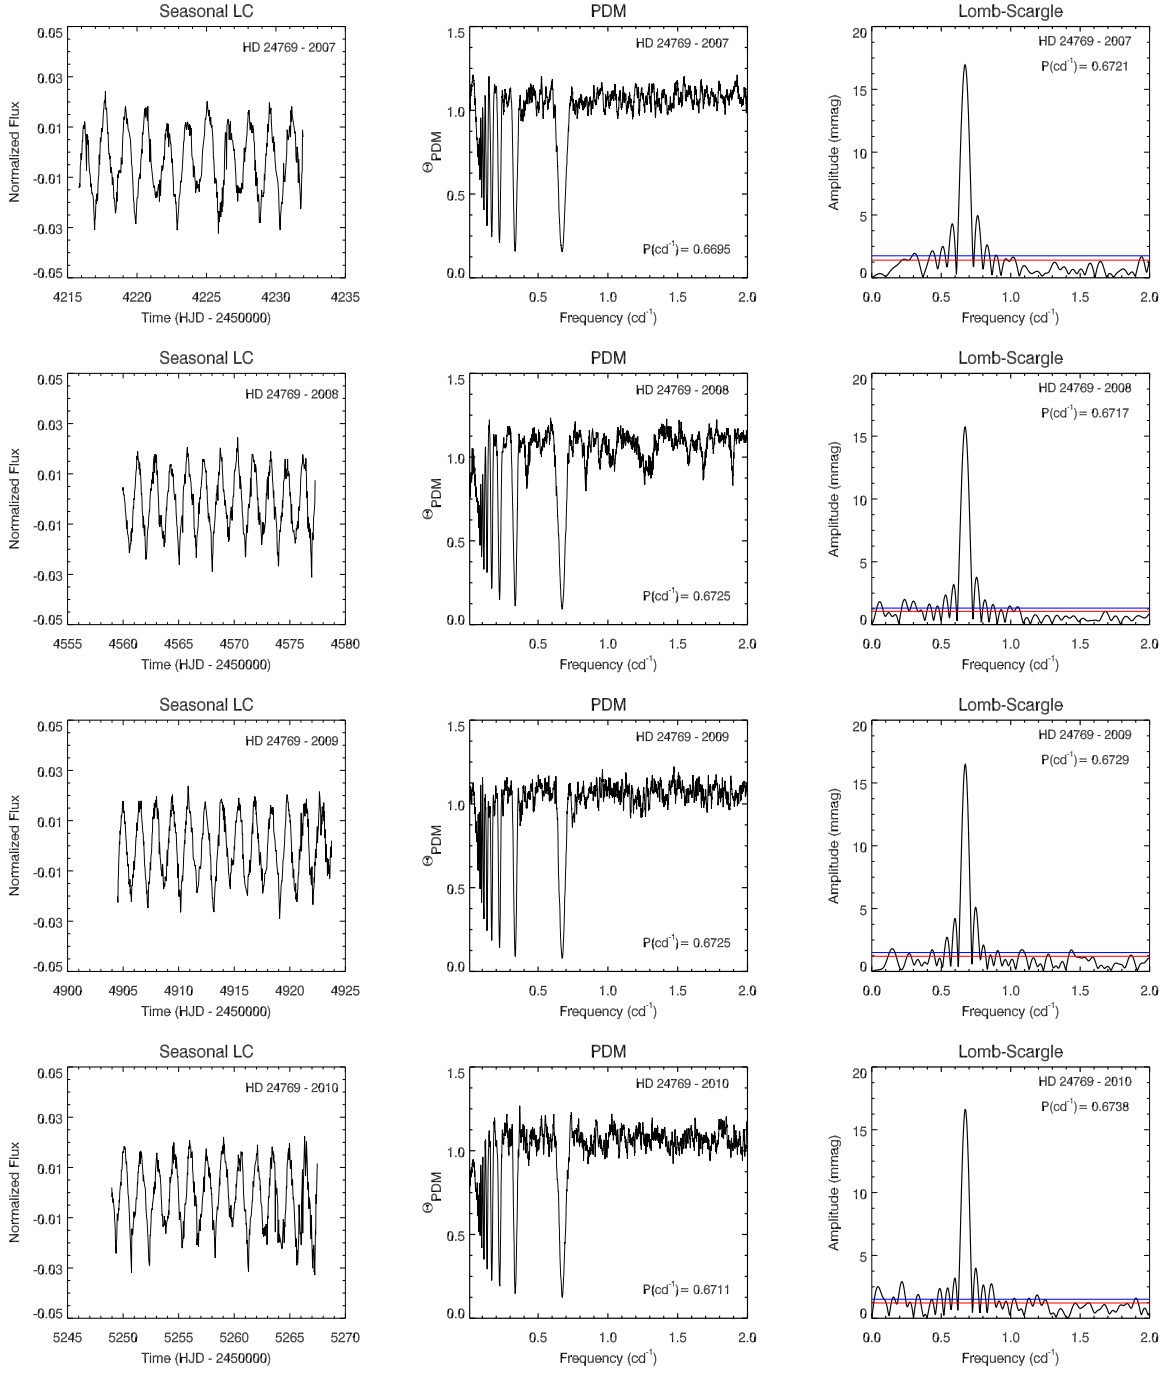 Seasonal LC
PDM
Lomb-Scargle
0.05
0.03
0.01
-0.01
-0.03
-0.05
Normalized Flux
HD 24769 - 2007
4215 4220 4225 4230 4235
Time (HJD - 2450000)
1.5
1.0
0.5
0.0
ΘPDM
HD 24769 - 2007
P(cd-1)= 0.6695
0.5 1.0 1.5 2.0
Frequency (cd-1)
20
15
10
5
0
Amplitude (mmag)
HD 24769 - 2007
P(cd-1)= 0.6721
0.0 0.5 1.0 1.5 2.0
Frequency (cd-1)
Seasonal LC
PDM
Lomb-Scargle
0.05
0.03
0.01
-0.01
-0.03
-0.05
Normalized Flux
HD 24769 - 2008
4555 4560 4565 4570 4575 4580
Time (HJD - 2450000)
1.5
1.0
0.5
0.0
ΘPDM
HD 24769 - 2008
P(cd-1)= 0.6725
0.5 1.0 1.5 2.0
Frequency (cd-1)
20
15
10
5
0
Amplitude (mmag)
HD 24769 - 2008
P(cd-1)= 0.6717
0.0 0.5 1.0 1.5 2.0
Frequency (cd-1)
Seasonal LC
PDM
Lomb-Scargle
0.05
0.03
0.01
-0.01
-0.03
-0.05
Normalized Flux
HD 24769 - 2009
4900 4905 4910 4915 4920 4925
Time (HJD - 2450000)
1.5
1.0
0.5
0.0
ΘPDM
HD 24769 - 2009
P(cd-1)= 0.6725
0.5 1.0 1.5 2.0
Frequency (cd-1)
20
15
10
5
0
Amplitude (mmag)
HD 24769 - 2009
P(cd-1)= 0.6729
0.0 0.5 1.0 1.5 2.0
Frequency (cd-1)
Seasonal LC
PDM
Lomb-Scargle
0.05
0.03
0.01
-0.01
-0.03
-0.05
Normalized Flux
HD 24769 - 2010
5245 5250 5255 5260 5265 5270
Time (HJD - 2450000)
1.5
1.0
0.5
0.0
ΘPDM
HD 24769 - 2010
P(cd-1)= 0.6711
0.5 1.0 1.5 2.0
Frequency (cd-1)
20
15
10
5
0
Amplitude (mmag)
HD 24769 - 2010
P(cd-1)= 0.6738
0.0 0.5 1.0 1.5 2.0
Frequency (cd-1)